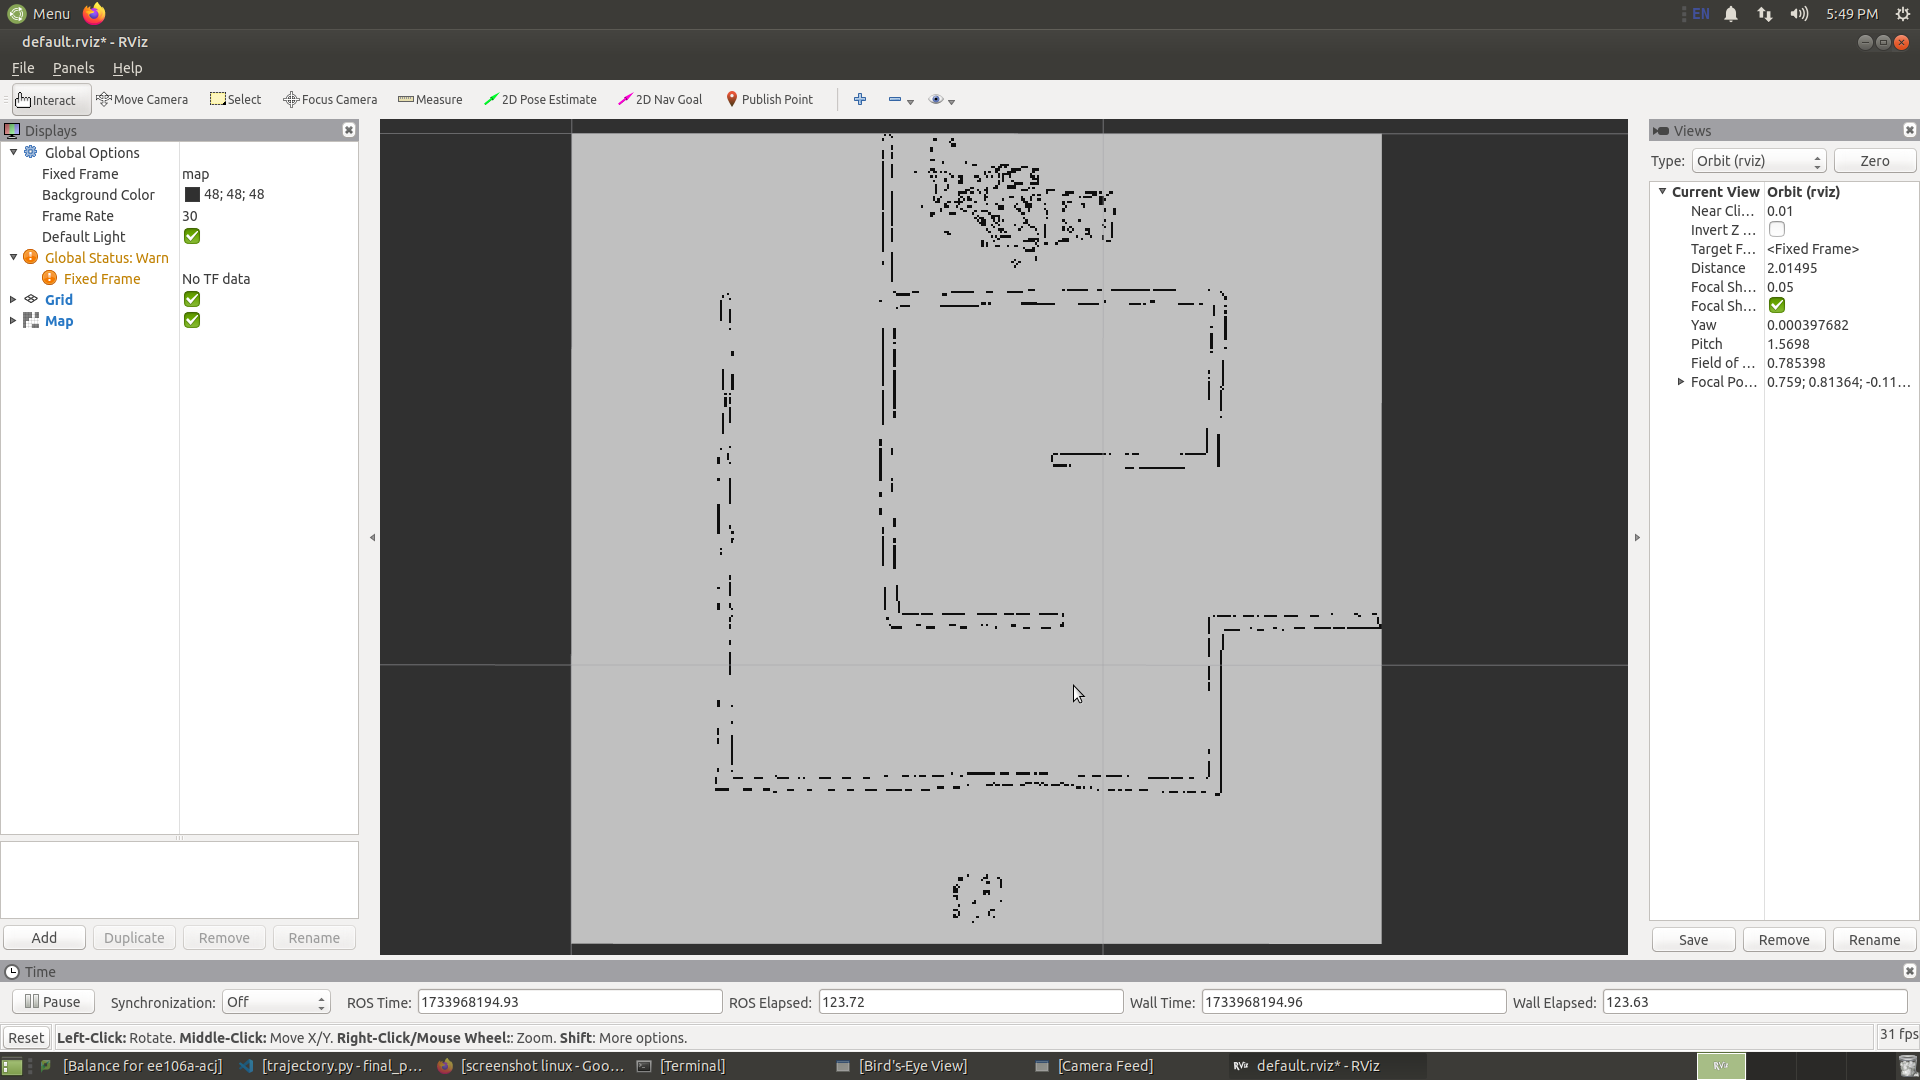 Menu
EN
5:49 PM
default.rviz* - RViz
File Panels Help
Interact Move Camera Select Focus Camera Measure 2D Pose Estimate 2D Nav Goal Publish Point
Displays
Global Options
Fixed Frame map
Background Color 48; 48; 48
Frame Rate 30
Default Light
Global Status: Warn
Fixed Frame No TF data
Grid
Map
Add Duplicate Remove Rename
Views
Type: Orbit (rviz) Zero
Current View Orbit (rviz)
Near Cli... 0.01
Invert Z ...
Target F... <Fixed Frame>
Distance 2.01495
Focal Sh... 0.05
Focal Sh...
Yaw 0.000397682
Pitch 1.5698
Field of ... 0.785398
Focal Po... 0.759; 0.81364; -0.11...
Save Remove Rename
Time
Pause Synchronization: Off ROS Time: 1733968194.93 ROS Elapsed: 123.72 Wall Time: 1733968194.96 Wall Elapsed: 123.63
Reset Left-Click: Rotate. Middle-Click: Move X/Y. Right-Click/Mouse Wheel:: Zoom. Shift: More options. 31 fps
[Balance for ee106a-acj] [trajectory.py - final_p... [screenshot linux - Goo... [Terminal] [Bird's-Eye View] [Camera Feed] RViz default.rviz* - RViz RViz